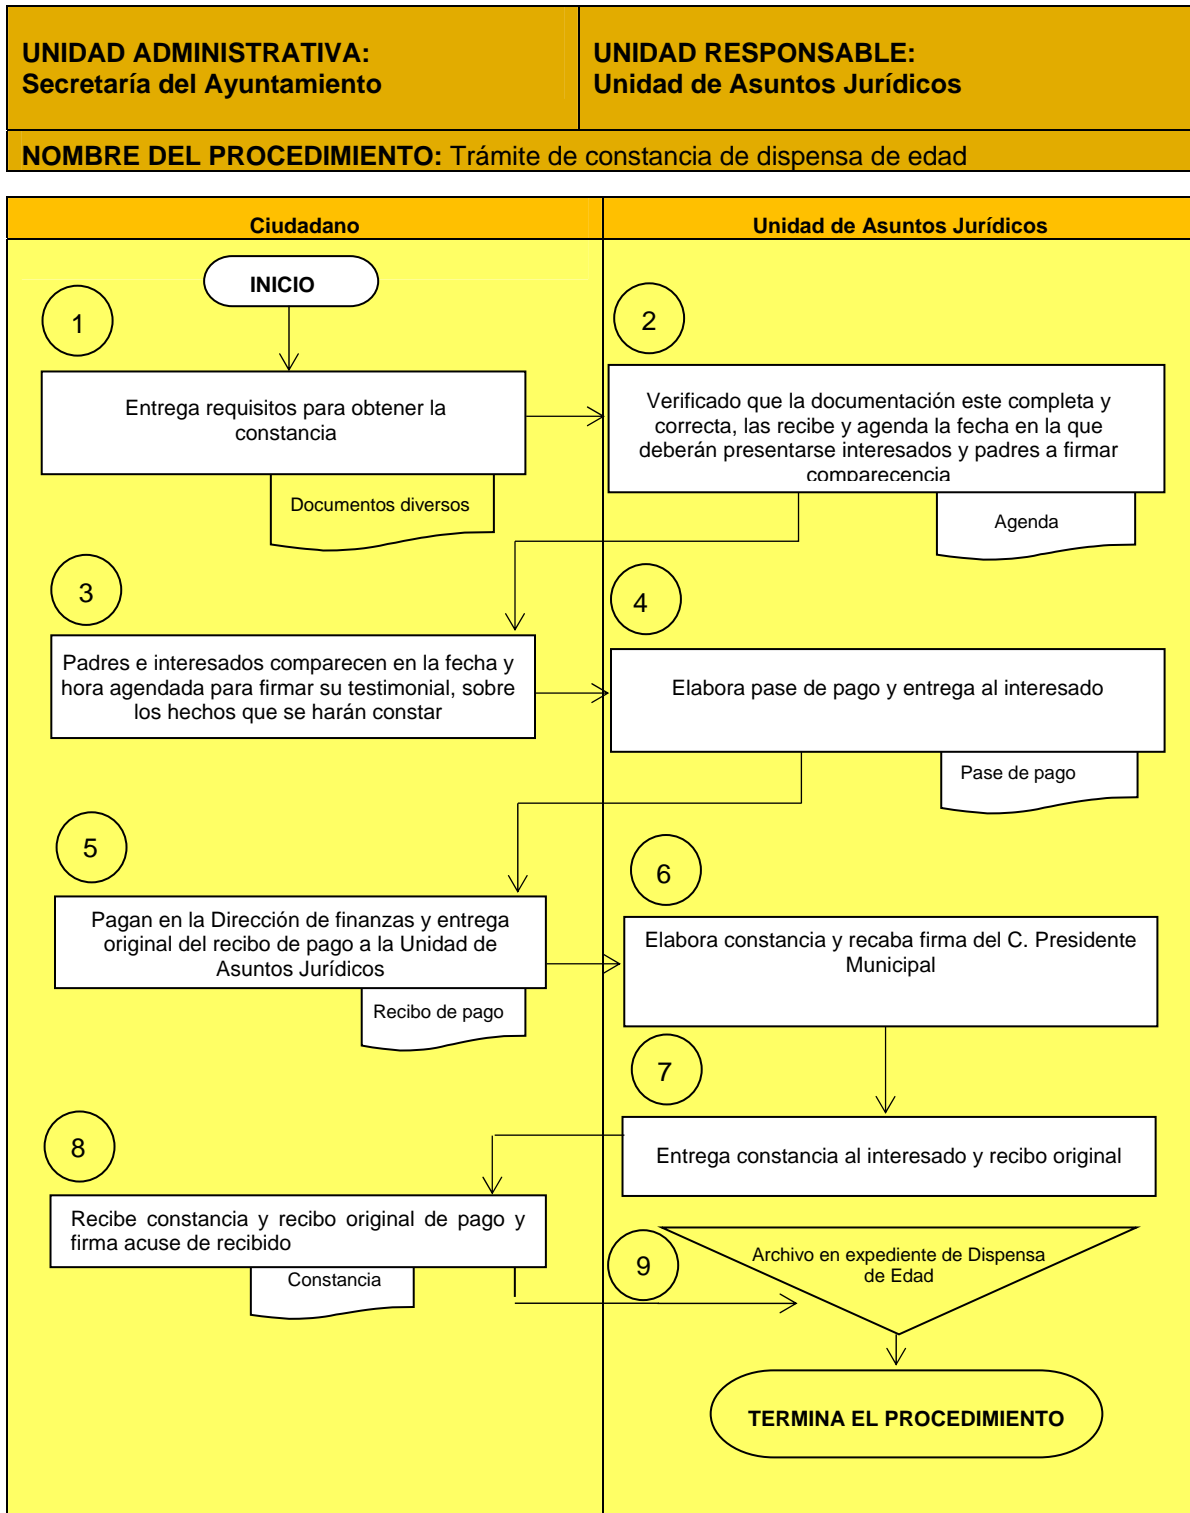 UNIDAD ADMINISTRATIVA:
Secretaría del Ayuntamiento
UNIDAD RESPONSABLE:
Unidad de Asuntos Jurídicos
NOMBRE DEL PROCEDIMIENTO: Trámite de constancia de dispensa de edad
Ciudadano
Unidad de Asuntos Jurídicos
INICIO
1
Entrega requisitos para obtener la
constancia
Documentos diversos
2
Verificado que la documentación este completa y
correcta, las recibe y agenda la fecha en la que
deberán presentarse interesados y padres a firmar
comparecencia
Agenda
3
Padres e interesados comparecen en la fecha y
hora agendada para firmar su testimonial, sobre
los hechos que se harán constar
4
Elabora pase de pago y entrega al interesado
Pase de pago
5
Pagan en la Dirección de finanzas y entrega
original del recibo de pago a la Unidad de
Asuntos Jurídicos
Recibo de pago
6
Elabora constancia y recaba firma del C. Presidente
Municipal
7
Entrega constancia al interesado y recibo original
8
Recibe constancia y recibo original de pago y
firma acuse de recibido
Constancia
9
Archivo en expediente de Dispensa
de Edad
TERMINA EL PROCEDIMIENTO